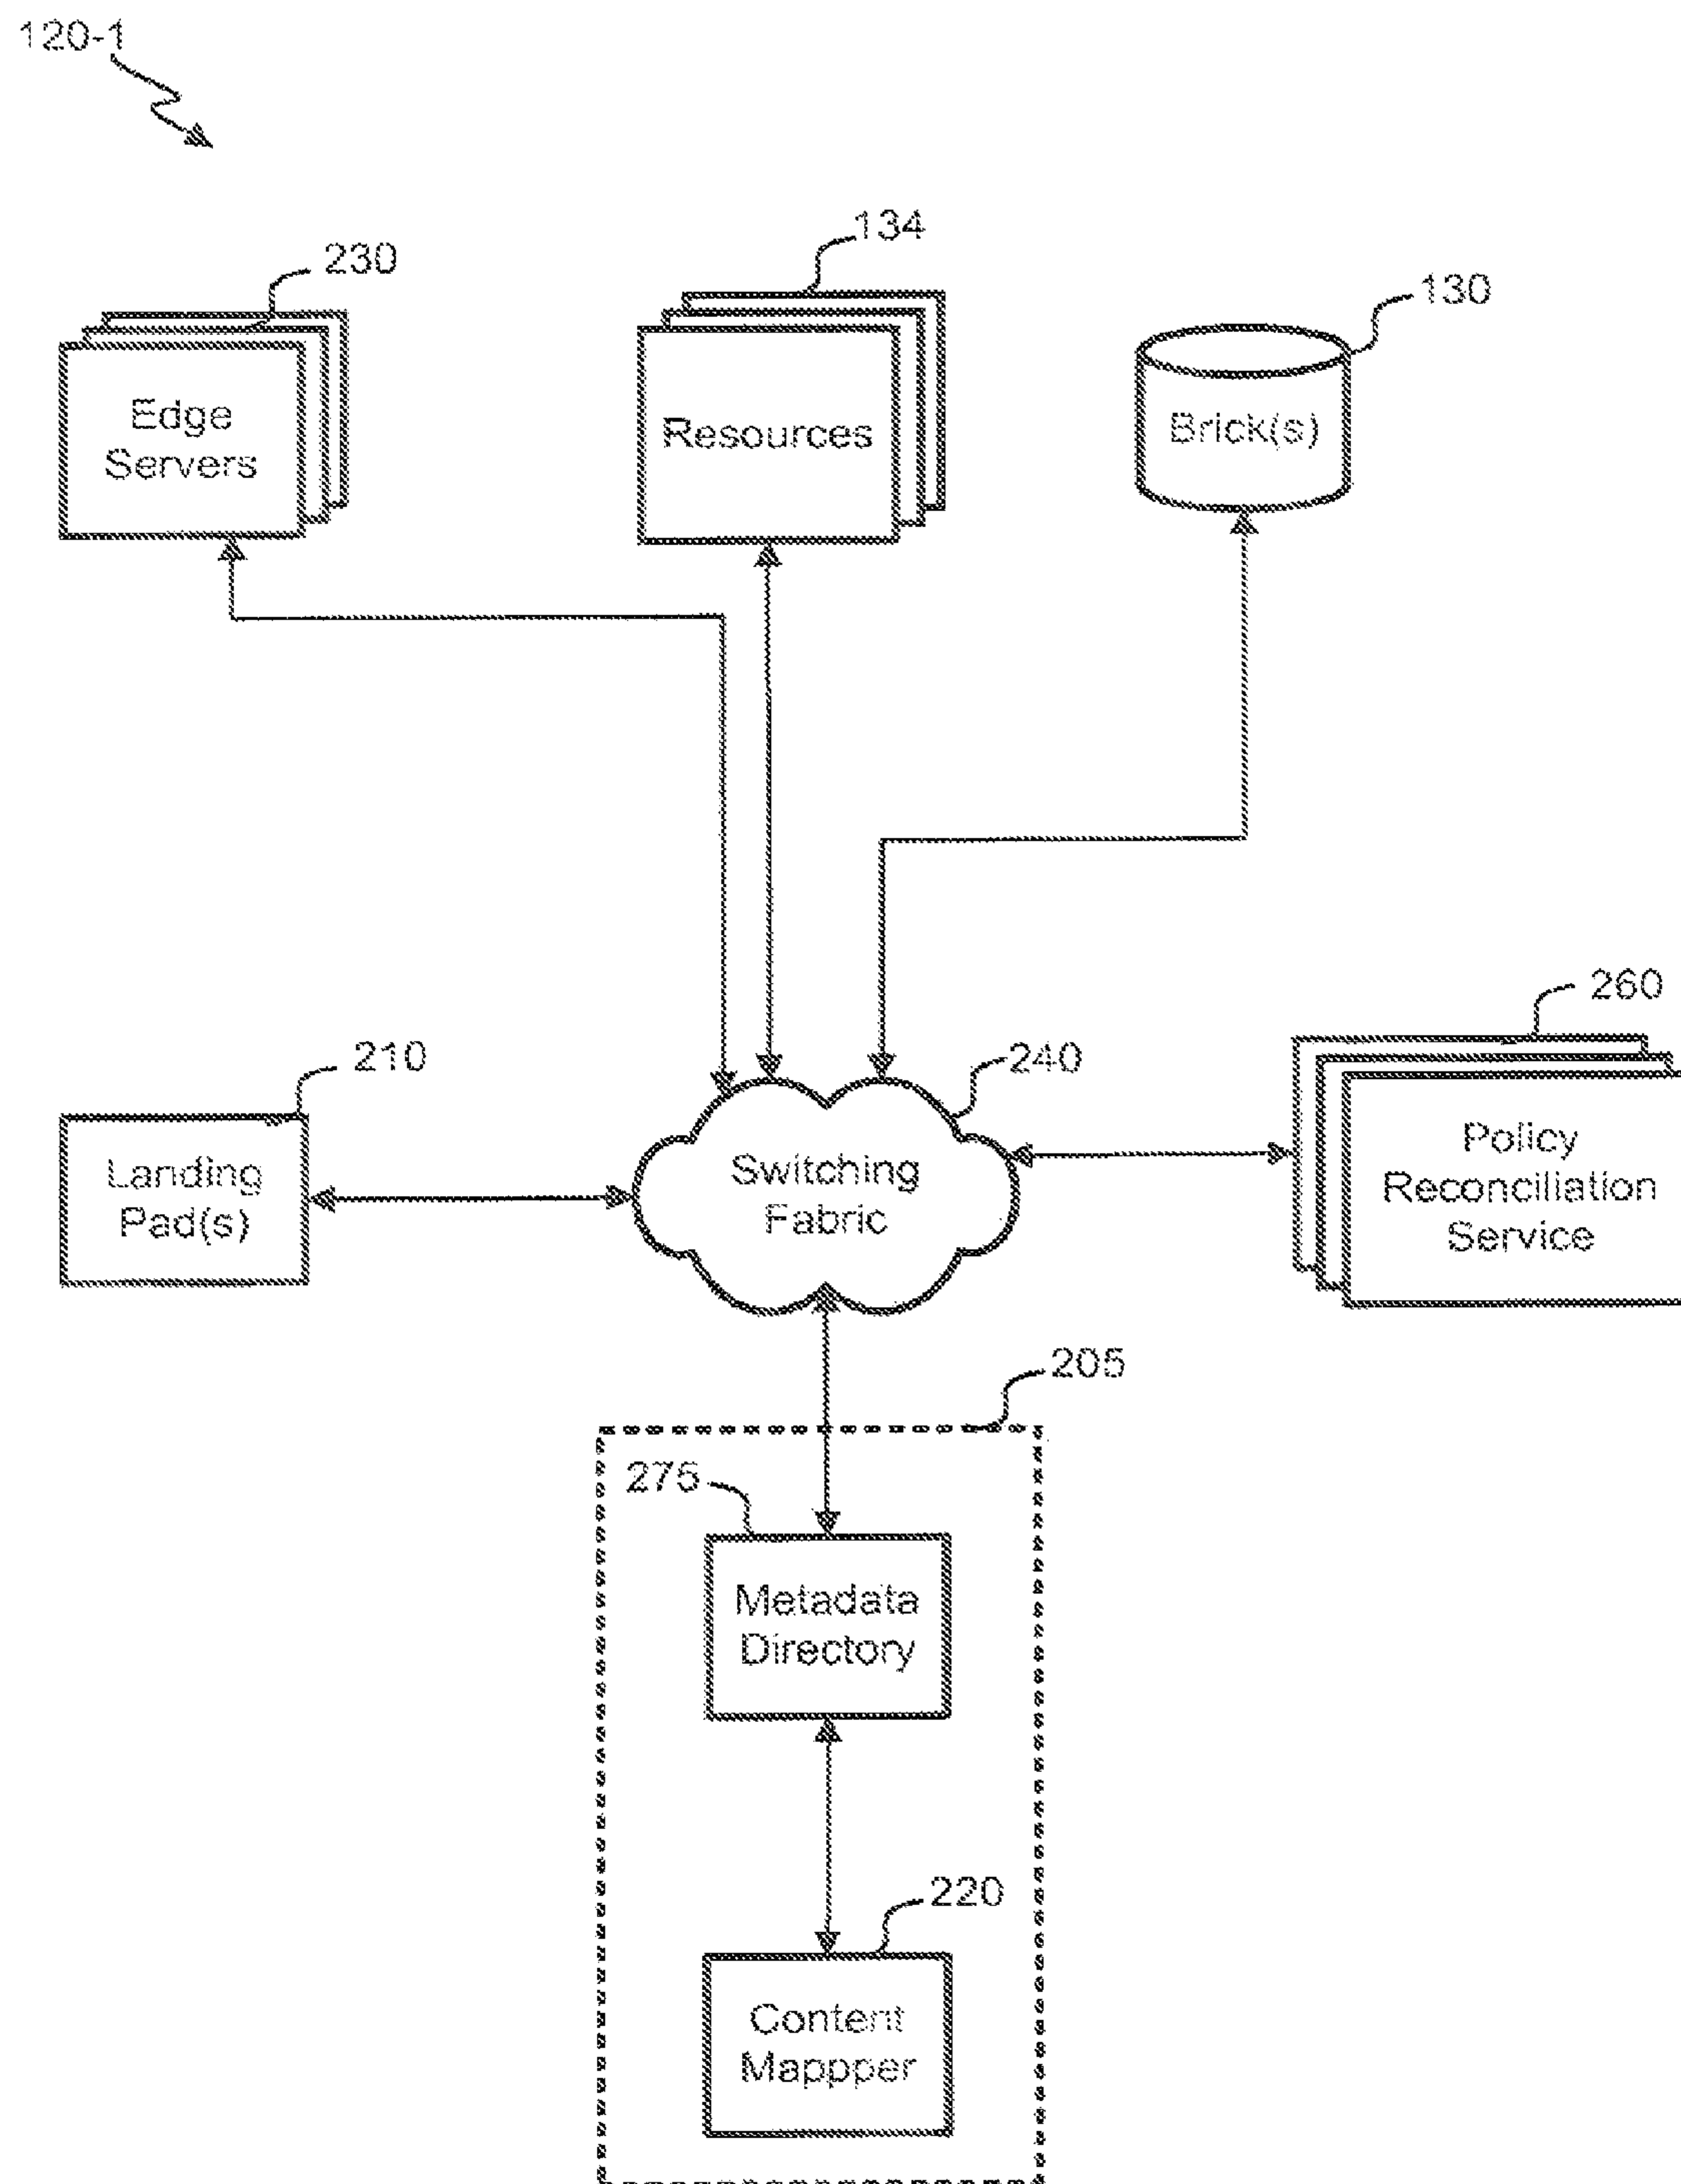 120-1
134
230
130
Edge
Servers
Resources
Brick(s)
260
210
240
Policy
Reconciliation
Service
Landing
Pad(s)
Switching
Fabric
205
275
Metadata
Directory
220
Content
Mappper